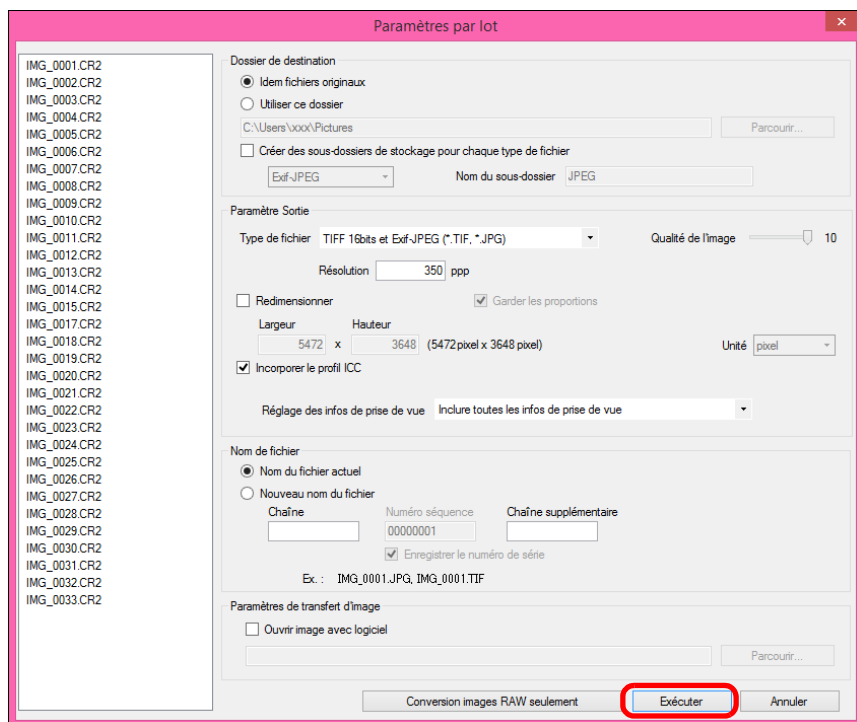 Paramètres par lot
IMG_0001.CR2
IMG_0002.CR2
IMG_0003.CR2
IMG_0004.CR2
IMG_0005.CR2
IMG_0006.CR2
IMG_0007.CR2
IMG_0008.CR2
IMG_0009.CR2
IMG_0010.CR2
IMG_0011.CR2
IMG_0012.CR2
IMG_0013.CR2
IMG_0014.CR2
IMG_0015.CR2
IMG_0017.CR2
IMG_0018.CR2
IMG_0019.CR2
IMG_0020.CR2
IMG_0021.CR2
IMG_0022.CR2
IMG_0023.CR2
IMG_0024.CR2
IMG_0025.CR2
IMG_0026.CR2
IMG_0027.CR2
IMG_0028.CR2
IMG_0029.CR2
IMG_0030.CR2
IMG_0031.CR2
IMG_0032.CR2
IMG_0033.CR2
Dossier de destination
Idem fichiers originaux
Utiliser ce dossier
C:\Users\xxx\Pictures Parcourir...
Créer des sous-dossiers de stockage pour chaque type de fichier
Exif-JPEG Nom du sous-dossier JPEG
Paramètre Sortie
Type de fichier TIFF 16bits et Exif-JPEG (*.TIF, *.JPG) Qualité de l'image 10
Résolution 350 ppp
Redimensionner Garder les proportions
Largeur Hauteur
5472 x 3648 (5472 pixel x 3648 pixel) Unité pixel
Incorporer le profil ICC
Réglage des infos de prise de vue Inclure toutes les infos de prise de vue
Nom de fichier
Nom du fichier actuel
Nouveau nom du fichier
Chaîne Numéro séquence Chaîne supplémentaire
00000001
Enregistrer le numéro de série
Ex. : IMG_0001.JPG, IMG_0001.TIF
Paramètres de transfert d'image
Ouvrir image avec logiciel
Parcourir...
Conversion images RAW seulement Exécuter Annuler